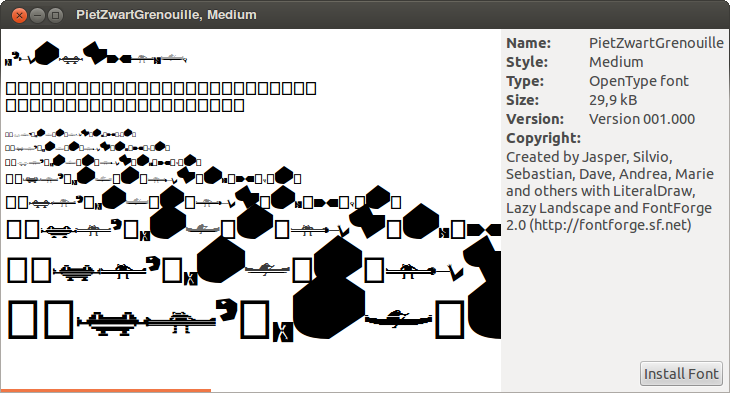 PietZwartGrenouille, Medium
Name: PietZwartGrenouille
Style: Medium
Type: OpenType font
Size: 29,9 kB
Version: Version 001.000
Copyright:
Created by Jasper, Silvio,
Sebastian, Dave, Andrea, Marie
and others with LiteralDraw,
Lazy Landscape and FontForge
2.0 (http://fontforge.sf.net)
Install Font